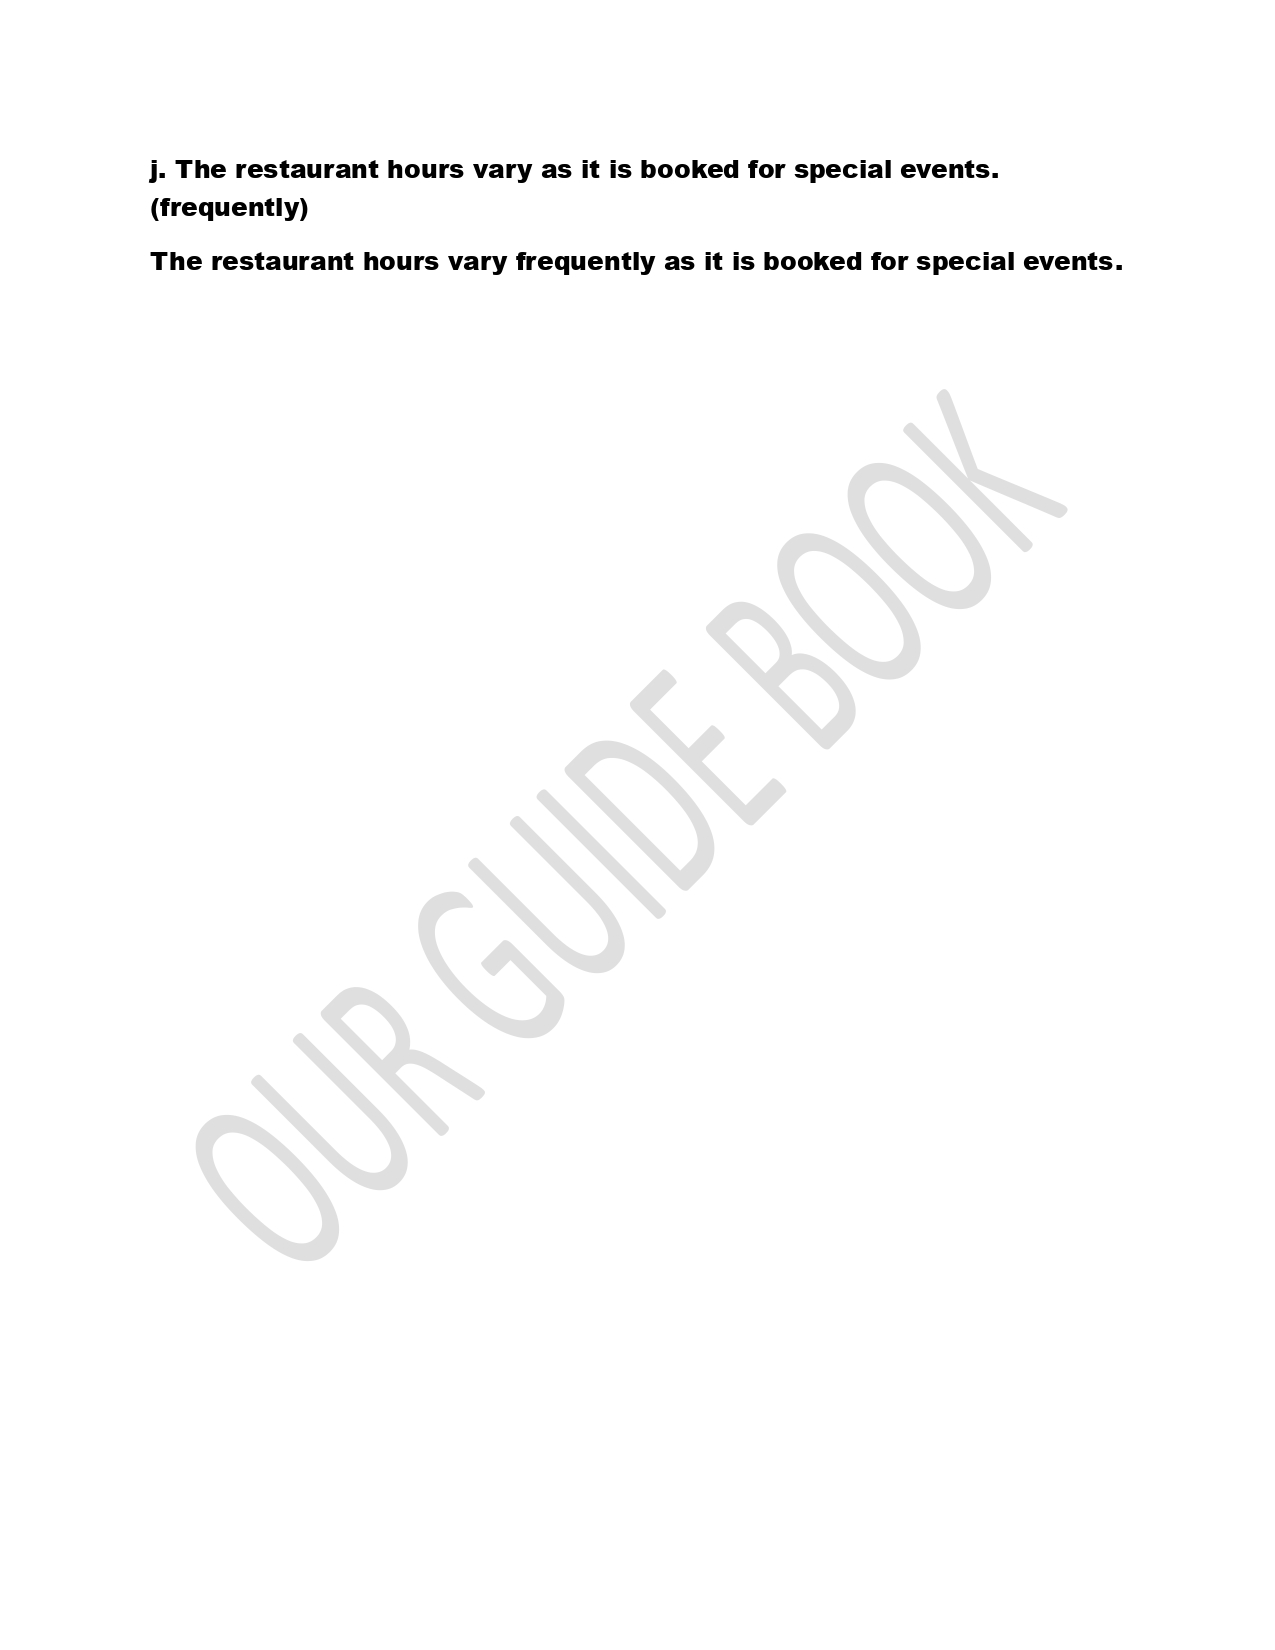 j. The restaurant hours vary as it is booked for special events.
(frequently)
The restaurant hours vary frequently as it is booked for special events.
OUR GUIDE BOOK